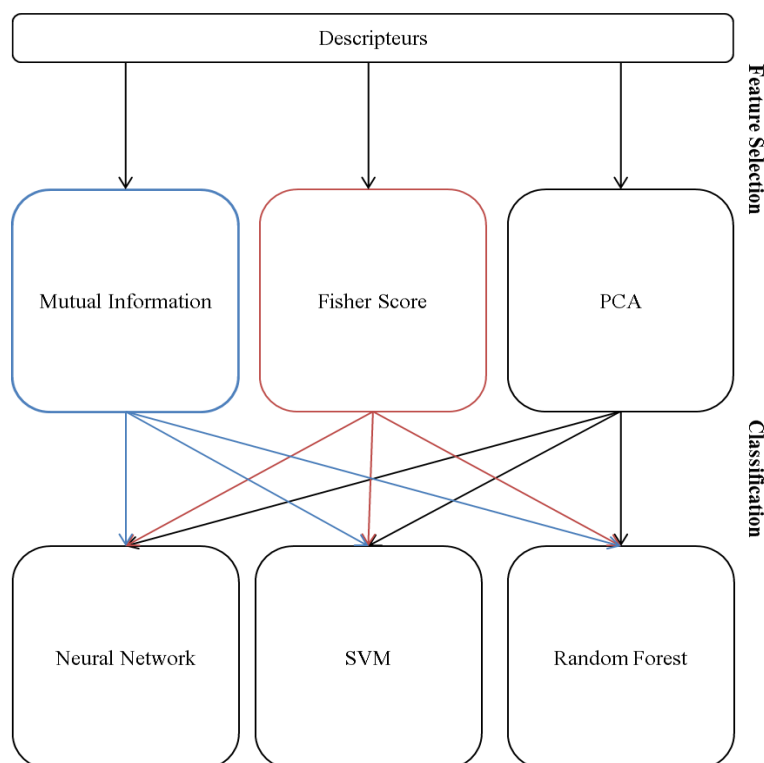 Descripteurs
Feature Selection
Mutual Information
Fisher Score
PCA
Classification
Neural Network
SVM
Random Forest